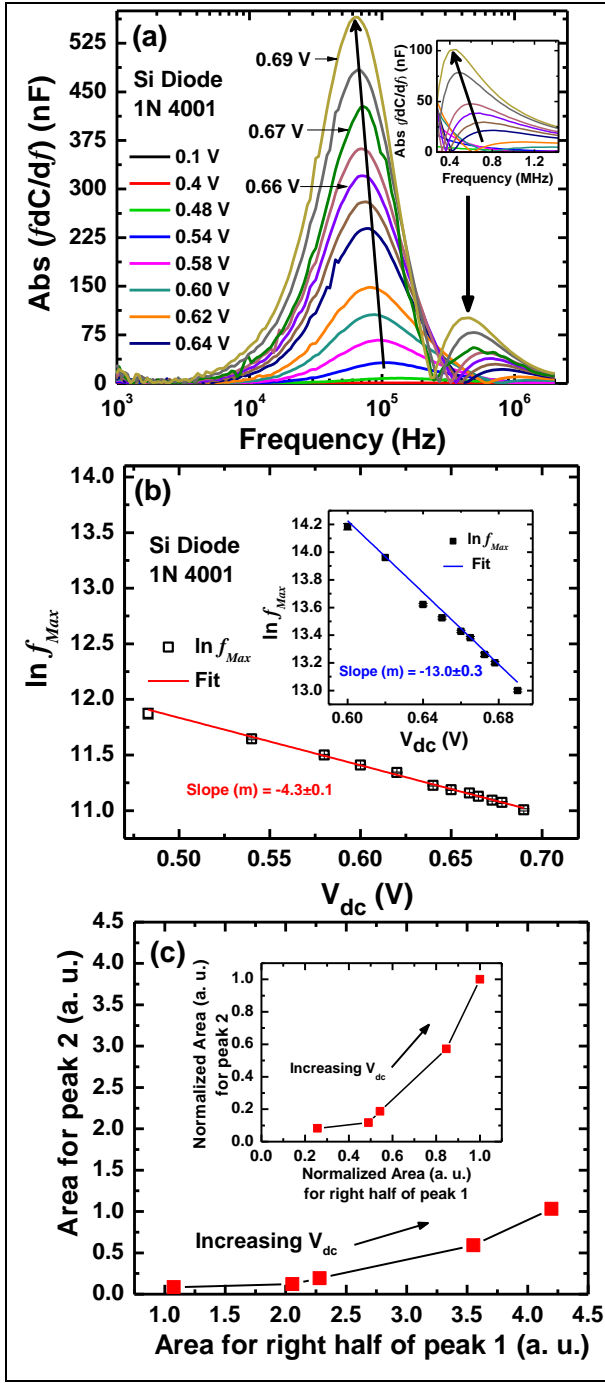 (a)
Si Diode
1N 4001
0.1 V
0.4 V
0.48 V
0.54 V
0.58 V
0.60 V
0.62 V
0.64 V
0.69 V
0.67 V
0.66 V
Abs (fdC/df) (nF)
0
75
150
225
300
375
450
525
10^3
10^4
10^5
10^6
Frequency (Hz)
Abs (fdC/df) (nF)
0
25
50
75
100
0.4
0.8
1.2
Frequency (MHz)
(b)
Si Diode
1N 4001
ln f_Max
Fit
Slope (m) = -4.3±0.1
ln f_Max
11.0
11.5
12.0
12.5
13.0
13.5
14.0
0.50
0.55
0.60
0.65
0.70
V_dc (V)
ln f_Max
Fit
Slope (m) = -13.0±0.3
ln f_Max
13.0
13.2
13.4
13.6
13.8
14.0
14.2
0.60
0.64
0.68
V_dc (V)
(c)
Area for peak 2 (a. u.)
0.0
0.5
1.0
1.5
2.0
2.5
3.0
3.5
4.0
4.5
1.0
1.5
2.0
2.5
3.0
3.5
4.0
4.5
Area for right half of peak 1 (a. u.)
Increasing V_dc
Normalized Area (a. u.)
for peak 2
0.0
0.2
0.4
0.6
0.8
1.0
0.0
0.2
0.4
0.6
0.8
1.0
Normalized Area (a. u.)
for right half of peak 1
Increasing V_dc